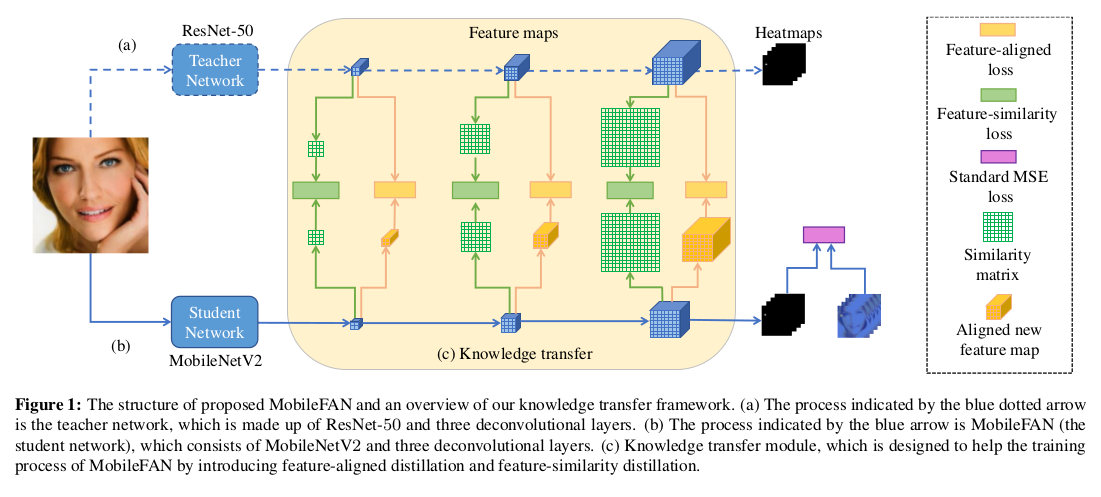 (a)
ResNet-50
Teacher
Network
Feature maps
Heatmaps
(b)
Student
Network
MobileNetV2
(c) Knowledge transfer
Feature-aligned
loss
Feature-similarity
loss
Standard MSE
loss
Similarity
matrix
Aligned new
feature map
Figure 1: The structure of proposed MobileFAN and an overview of our knowledge transfer framework. (a) The process indicated by the blue dotted arrow
is the teacher network, which is made up of ResNet-50 and three deconvolutional layers. (b) The process indicated by the blue arrow is MobileFAN (the
student network), which consists of MobileNetV2 and three deconvolutional layers. (c) Knowledge transfer module, which is designed to help the training
process of MobileFAN by introducing feature-aligned distillation and feature-similarity distillation.